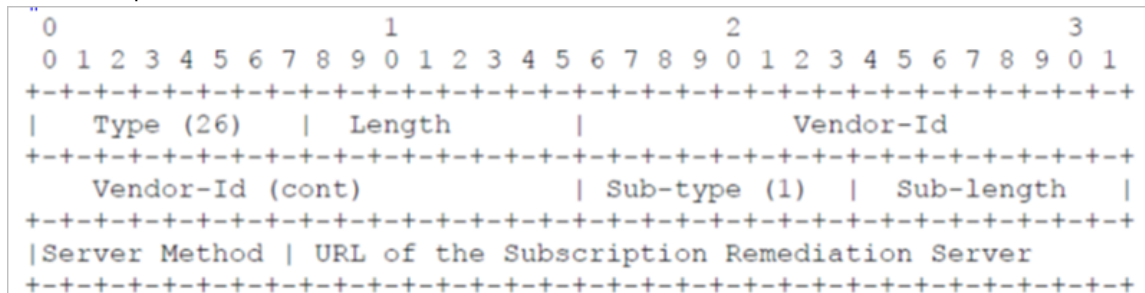 0                   1                   2                   3
0 1 2 3 4 5 6 7 8 9 0 1 2 3 4 5 6 7 8 9 0 1 2 3 4 5 6 7 8 9 0 1
+-+-+-+-+-+-+-+-+-+-+-+-+-+-+-+-+-+-+-+-+-+-+-+-+-+-+-+-+-+-+-+-+
|   Type (26)   |  Length       |            Vendor-Id
+-+-+-+-+-+-+-+-+-+-+-+-+-+-+-+-+-+-+-+-+-+-+-+-+-+-+-+-+-+-+-+-+
Vendor-Id (cont)            | Sub-type (1)  |  Sub-length   |
+-+-+-+-+-+-+-+-+-+-+-+-+-+-+-+-+-+-+-+-+-+-+-+-+-+-+-+-+-+-+-+-+
|Server Method | URL of the Subscription Remediation Server
+-+-+-+-+-+-+-+-+-+-+-+-+-+-+-+-+-+-+-+-+-+-+-+-+-+-+-+-+-+-+-+-+